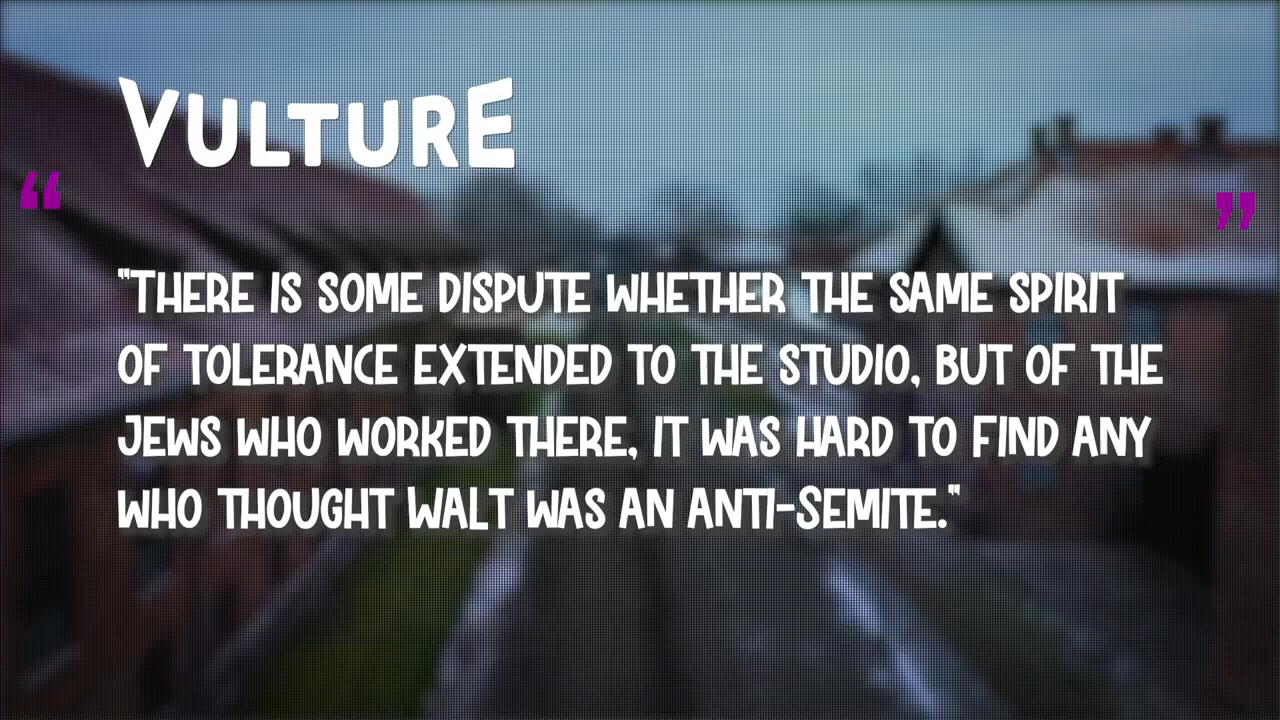 VULTURE
“
”
"THERE IS SOME DISPUTE WHETHER THE SAME SPIRIT
OF TOLERANCE EXTENDED TO THE STUDIO, BUT OF THE
JEWS WHO WORKED THERE, IT WAS HARD TO FIND ANY
WHO THOUGHT WALT WAS AN ANTI-SEMITE."